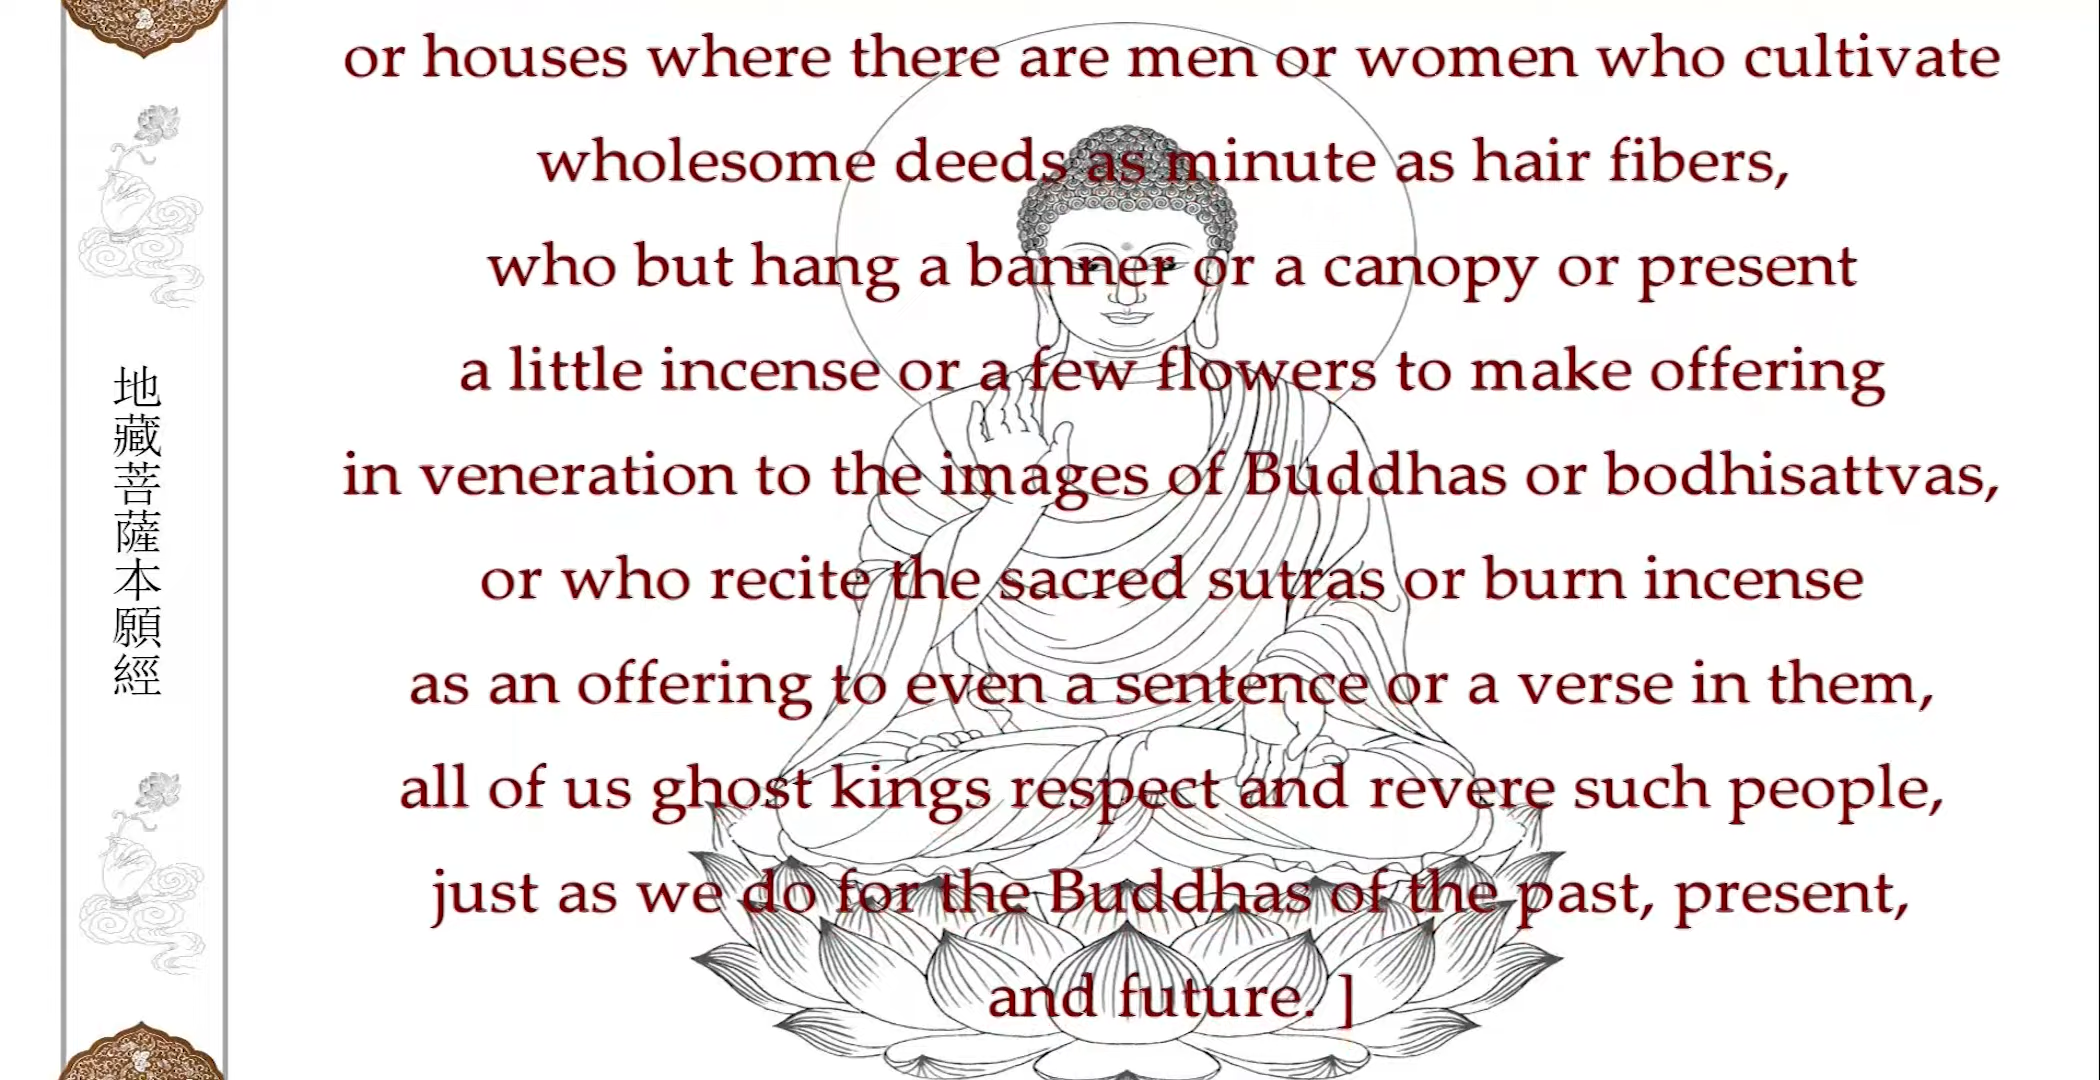 地藏菩薩本願經
or houses where there are men or women who cultivate
wholesome deeds as minute as hair fibers,
who but hang a banner or a canopy or present
a little incense or a few flowers to make offering
in veneration to the images of Buddhas or bodhisattvas,
or who recite the sacred sutras or burn incense
as an offering to even a sentence or a verse in them,
all of us ghost kings respect and revere such people,
just as we do for the Buddhas of the past, present,
and future. ]